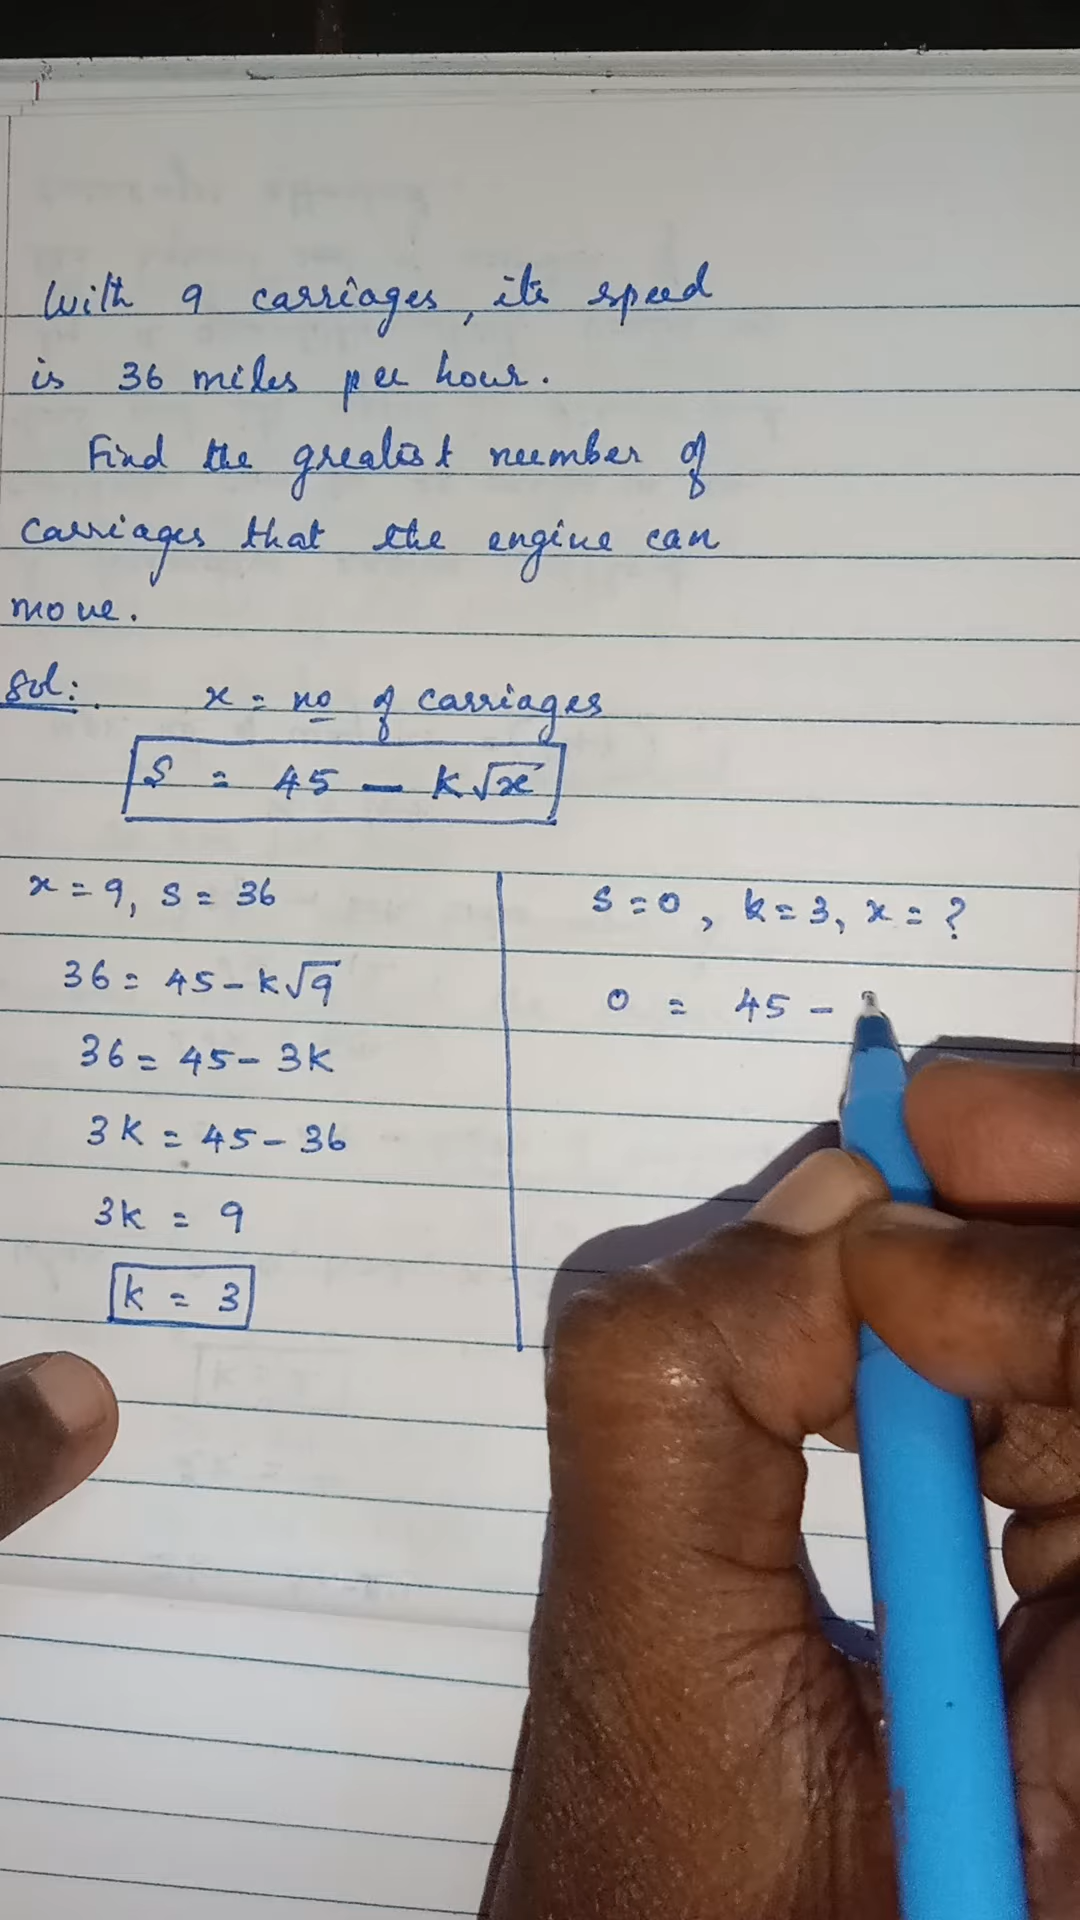 With 9 carriages, its speed
is 36 miles per hour.
Find the greatest number of
carriages that the engine can
move.
Sol:. x = no of carriages
S = 45 - k√x
x = 9, s = 36
36 = 45 - k√9
36 = 45 - 3k
3k = 45 - 36
3k = 9
k = 3
s = 0, k = 3, x = ?
0 = 45 -